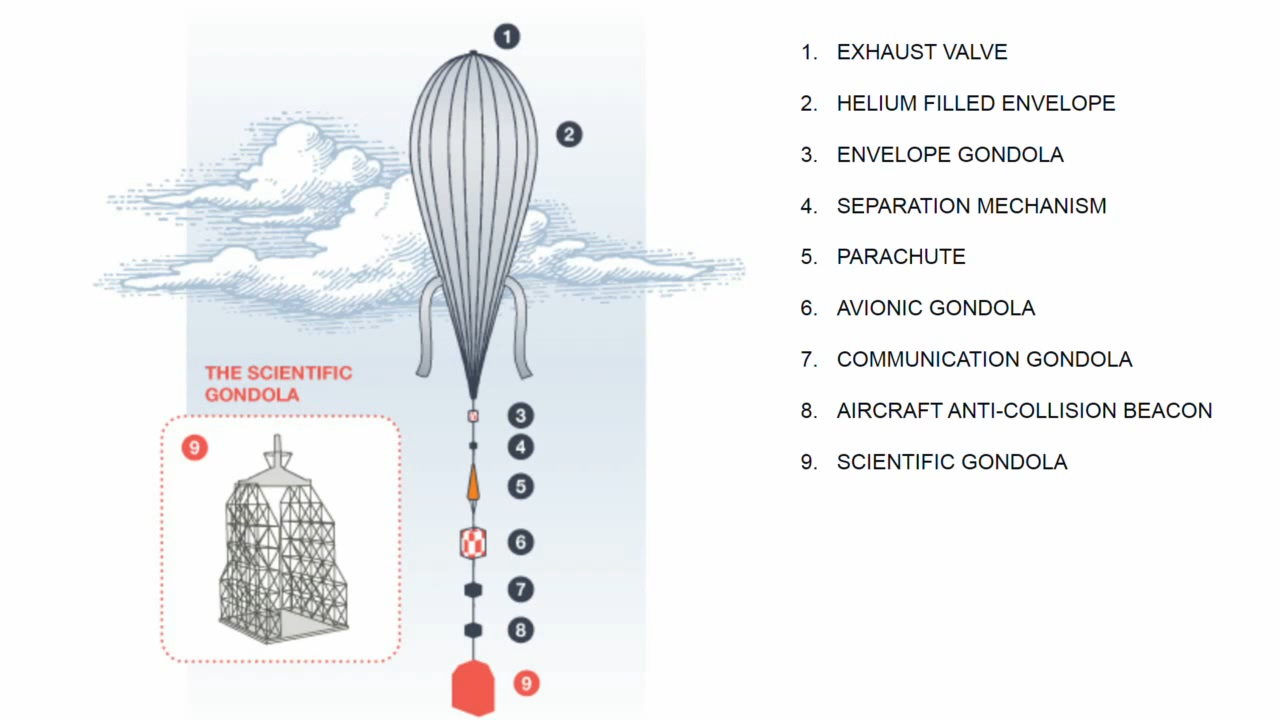 1
2
THE SCIENTIFIC
GONDOLA
9
3
4
5
6
7
8
9
1. EXHAUST VALVE
2. HELIUM FILLED ENVELOPE
3. ENVELOPE GONDOLA
4. SEPARATION MECHANISM
5. PARACHUTE
6. AVIONIC GONDOLA
7. COMMUNICATION GONDOLA
8. AIRCRAFT ANTI-COLLISION BEACON
9. SCIENTIFIC GONDOLA